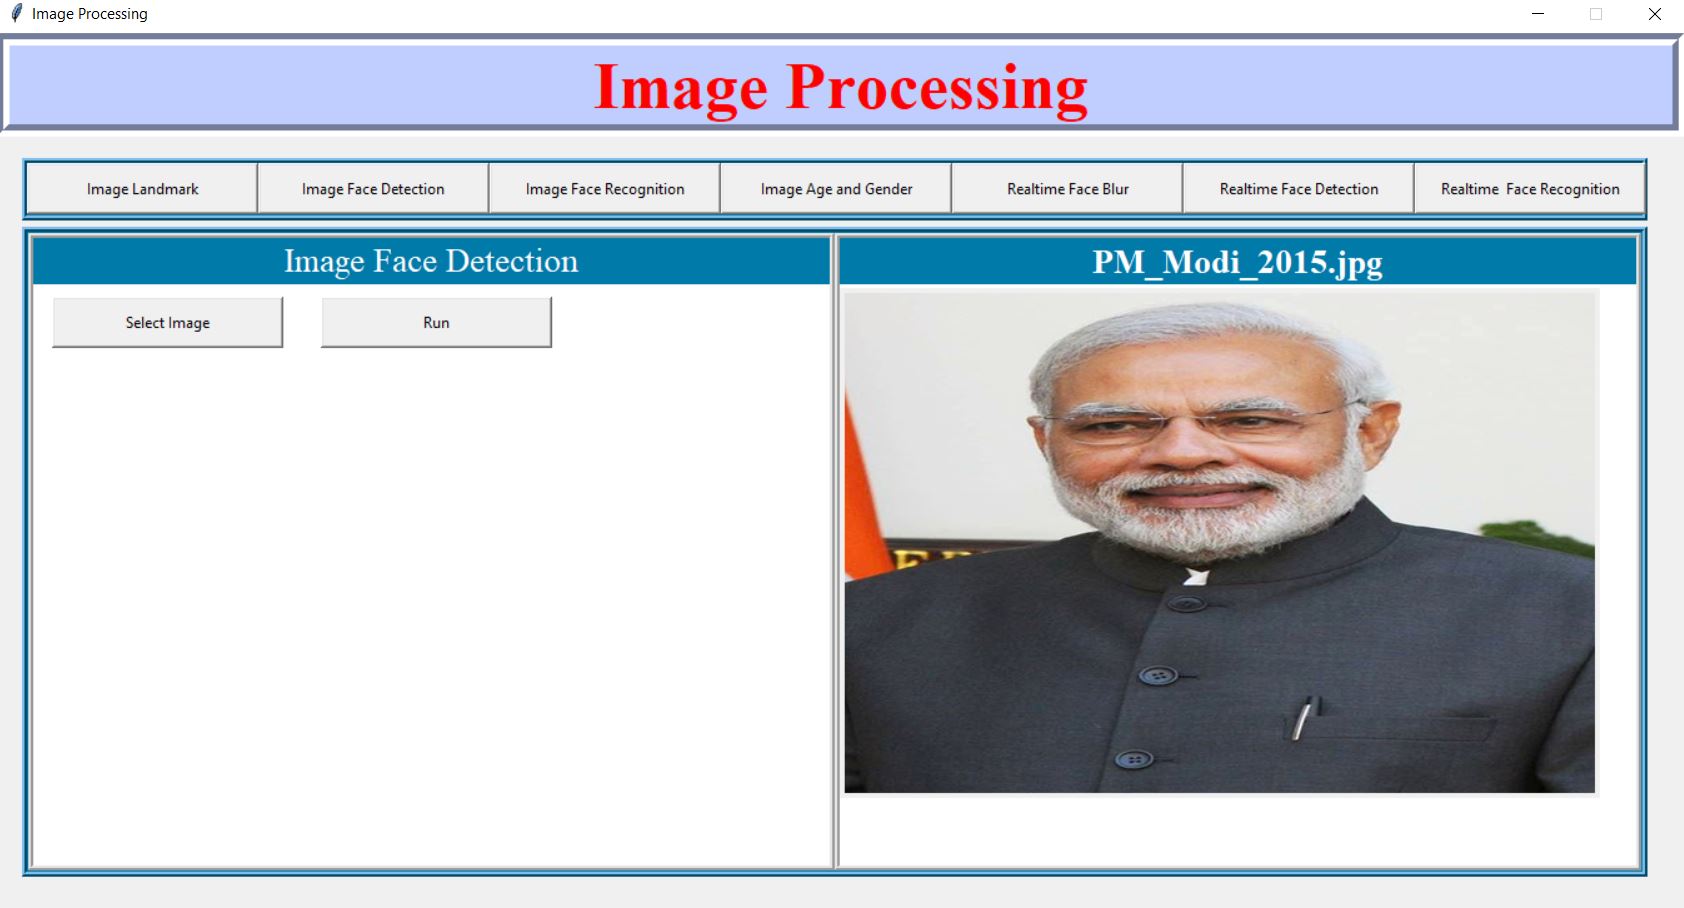 Image Processing
Image Processing
Image Landmark
Image Face Detection
Image Face Recognition
Image Age and Gender
Realtime Face Blur
Realtime Face Detection
Realtime  Face Recognition
Image Face Detection
PM_Modi_2015.jpg
Select Image
Run